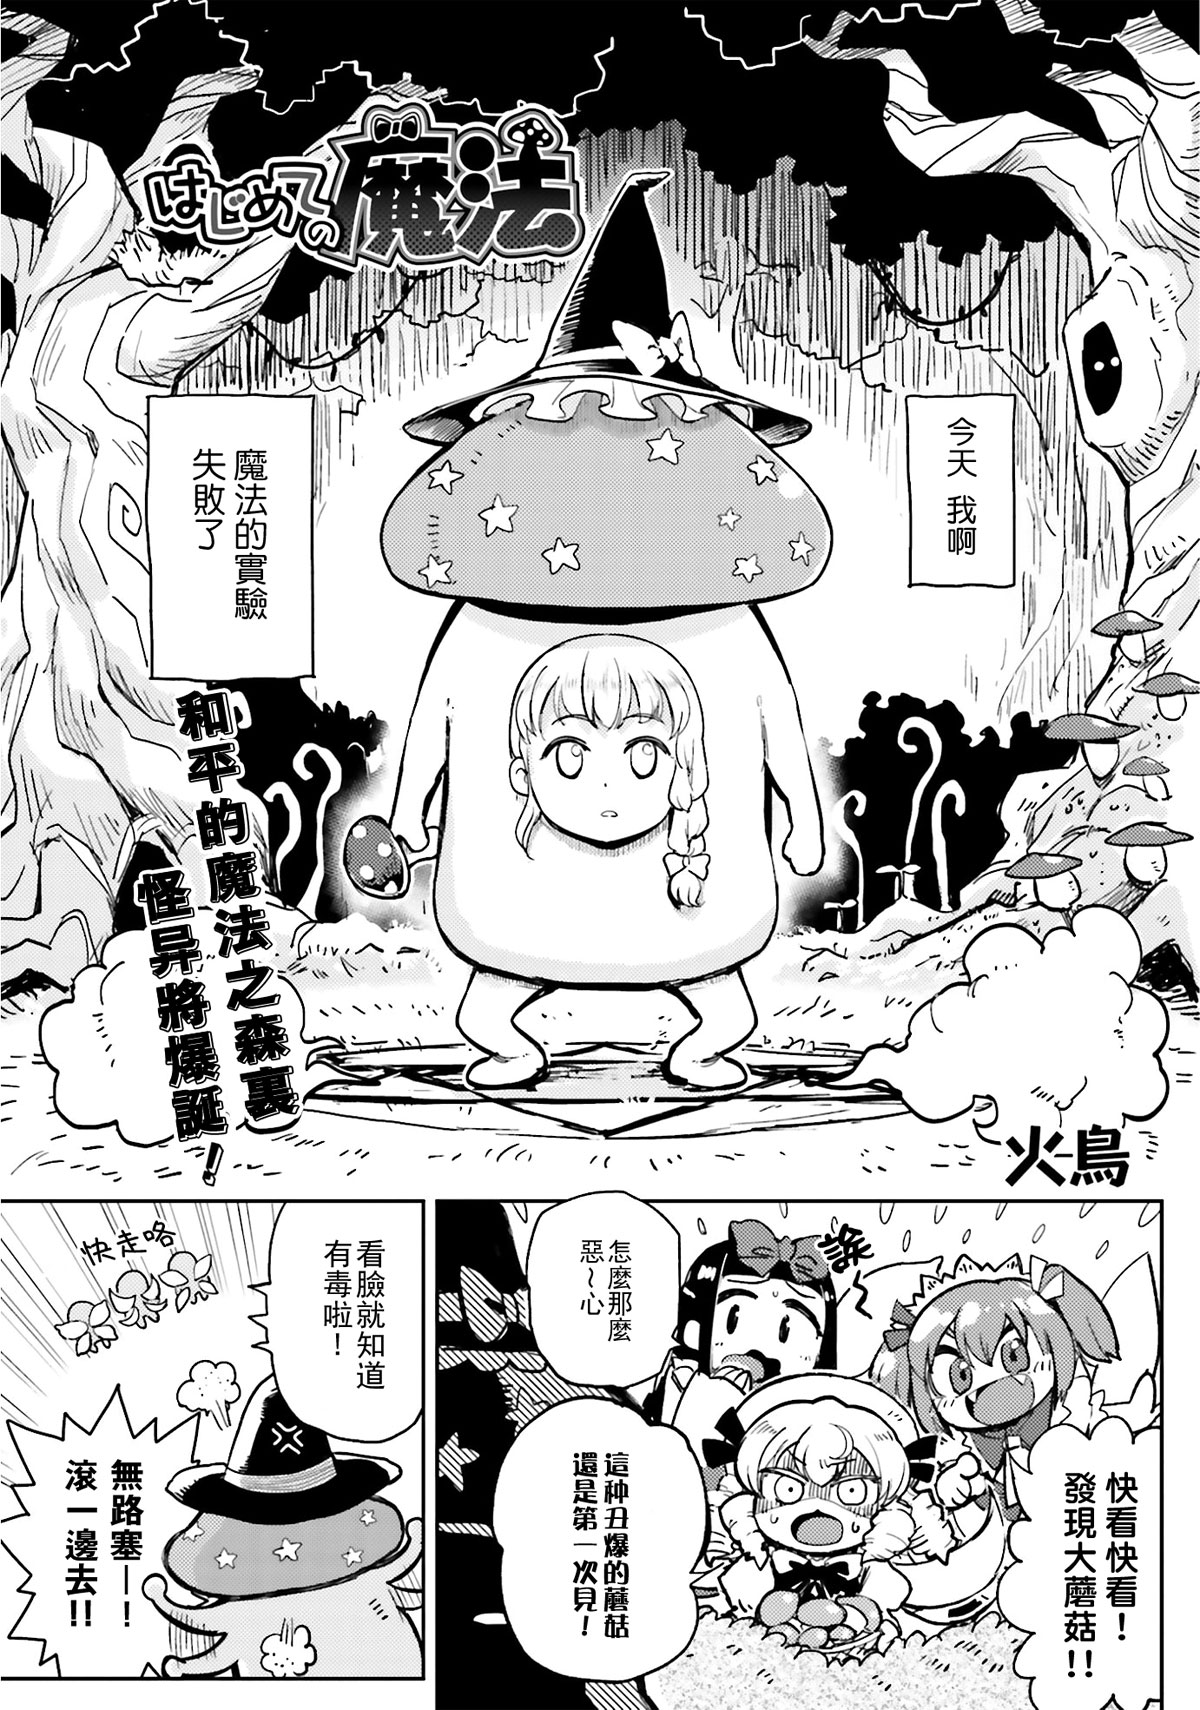 はじめての魔法
今天 我啊
魔法的實驗
失敗了
和平的魔法之森裏
怪异將爆誕！
火鳥
快看快看！
發現大蘑菇!!
誒~
怎麼那麼
惡～心
這种丑爆的蘑菇
還是第一次見！
看臉就知道
有毒啦！
快走咯
無路塞—！
滾一邊去!!